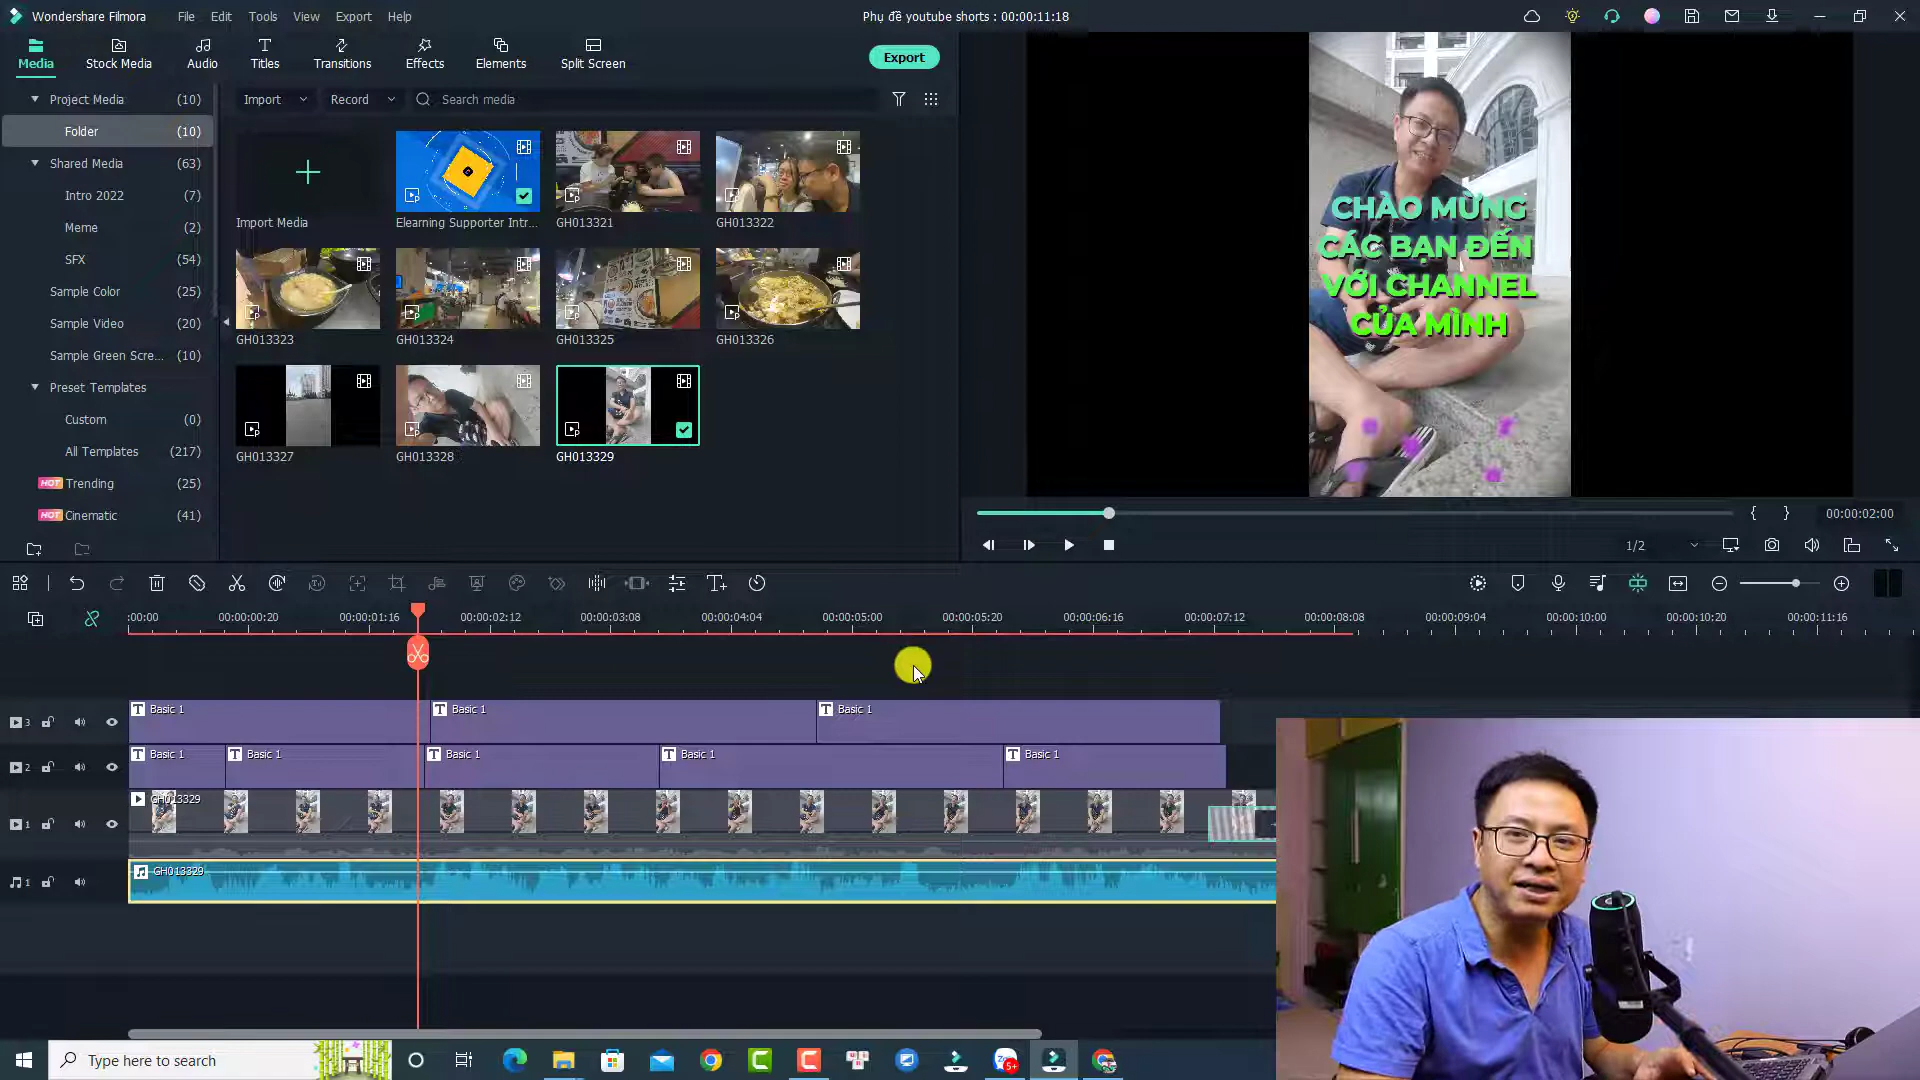 Wondershare Filmora
File Edit Tools View Export Help
Phụ đề youtube shorts : 00:00:11:18
Media
Stock Media
Audio
Titles
Transitions
Effects
Elements
Split Screen
Export
Project Media (10)
Folder (10)
Shared Media (63)
Intro 2022 (7)
Meme (2)
SFX (54)
Sample Color (25)
Sample Video (20)
Sample Green Scre... (10)
Preset Templates
Custom (0)
All Templates (217)
HOT Trending (25)
HOT Cinematic (41)
Import
Record
Search media
Import Media
Elearning Supporter Intr...
GH013321
GH013322
GH013323
GH013324
GH013325
GH013326
GH013327
GH013328
GH013329
CHÀO MỪNG
CÁC BẠN ĐẾN
VỚI CHANNEL
CỦA MÌNH
{ } 00:00:02:00
1/2
:00:00 00:00:00:20 00:00:01:16 00:00:02:12 00:00:03:08 00:00:04:04 00:00:05:00 00:00:05:20 00:00:06:16 00:00:07:12 00:00:08:08 00:00:09:04 00:00:10:00 00:00:10:20 00:00:11:16
3 T Basic 1 T Basic 1 T Basic 1
2 T Basic 1 T Basic 1 T Basic 1 T Basic 1 T Basic 1
1 GH013329
1 GH013329
Type here to search
5+